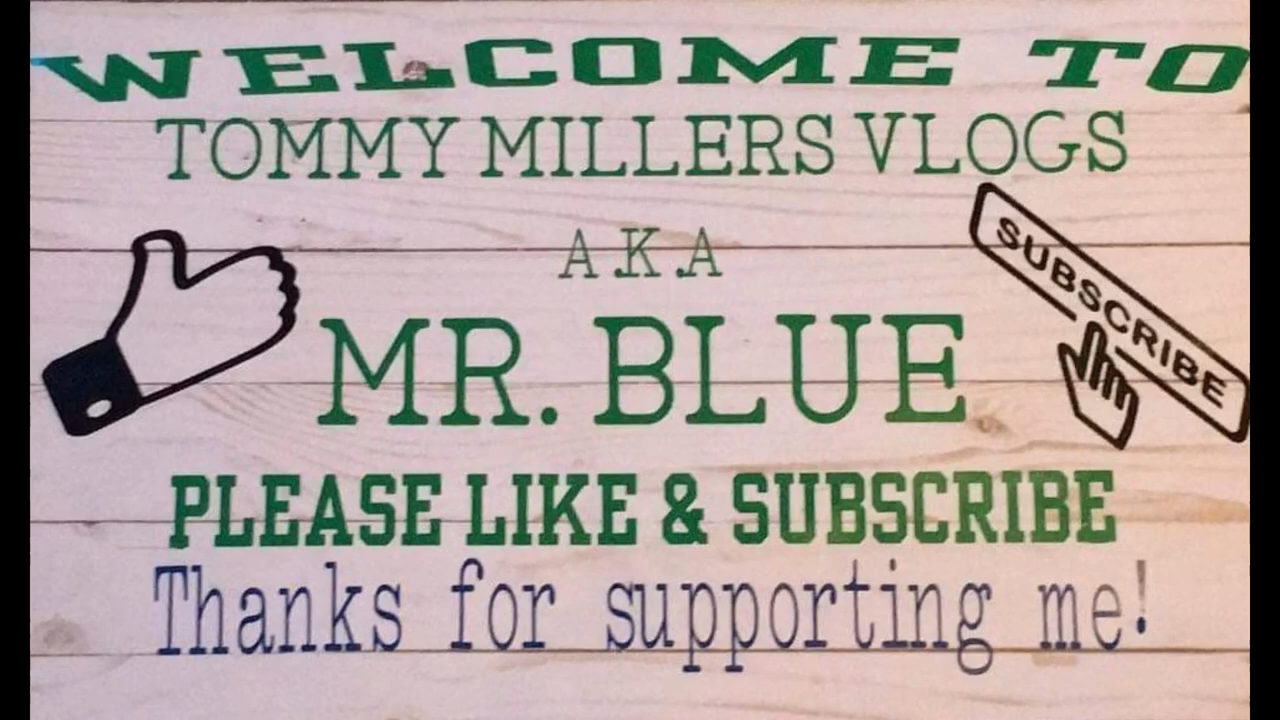 WELCOME TO
TOMMY MILLERS VLOGS
A.K.A
MR. BLUE
SUBSCRIBE
PLEASE LIKE & SUBSCRIBE
Thanks for supporting me!